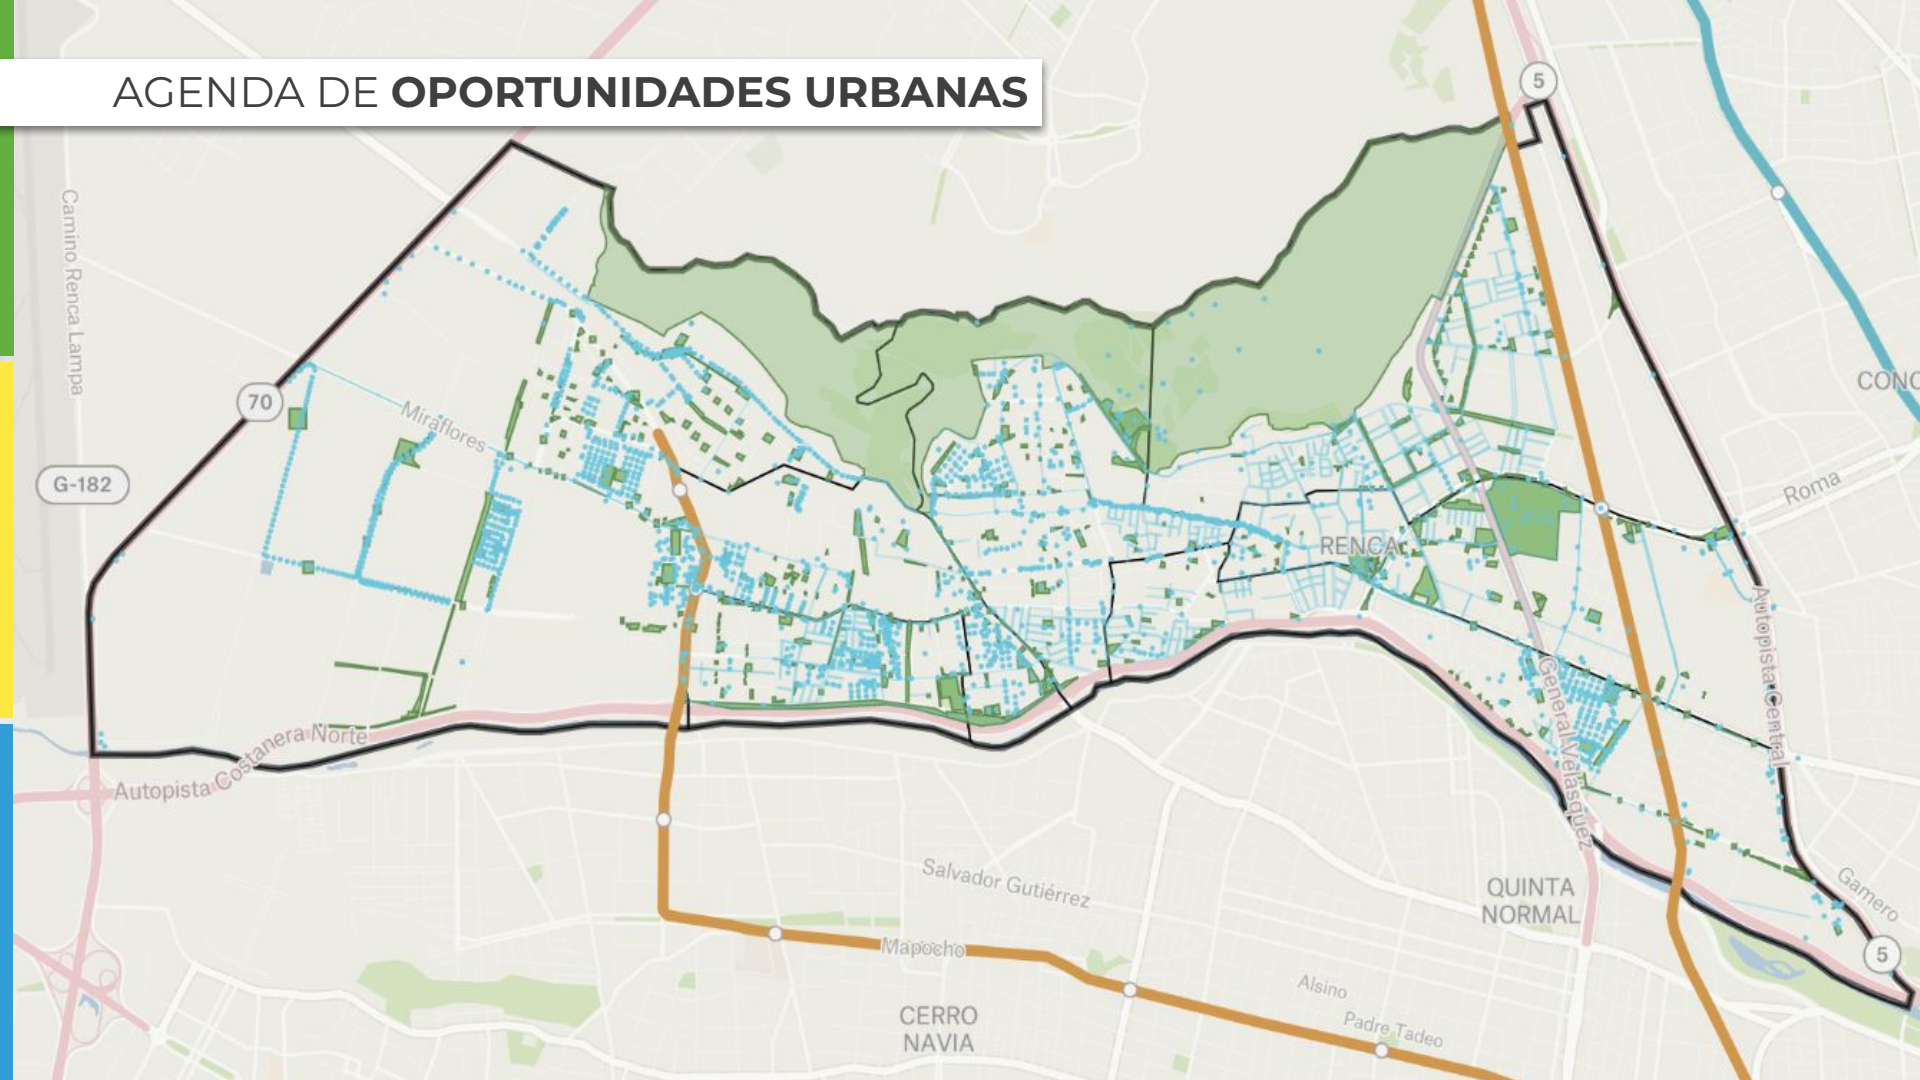 AGENDA DE OPORTUNIDADES URBANAS
5
Camino Renca Lampa
70
Miraflores
G-182
CONC
Roma
RENCA
Autopista Central
General Velásquez
Autopista Costanera Norte
Salvador Gutiérrez
QUINTA
NORMAL
Gamero
Mapocho
5
Alsino
Padre Tadeo
CERRO
NAVIA